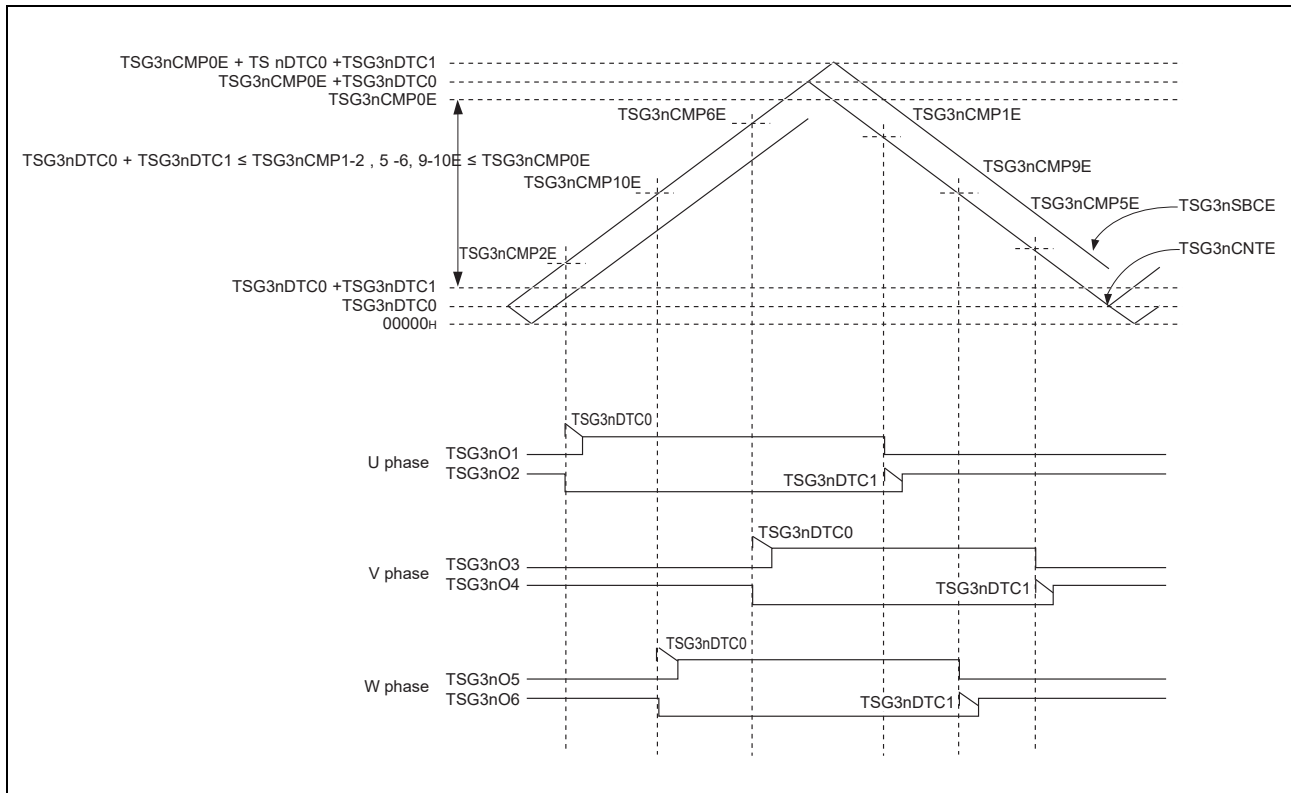 TSG3nCMP0E + TS nDTC0 +TSG3nDTC1
TSG3nCMP0E +TSG3nDTC0
TSG3nCMP0E
TSG3nCMP6E
TSG3nCMP1E
TSG3nDTC0 + TSG3nDTC1 ≤ TSG3nCMP1-2 , 5 -6, 9-10E ≤ TSG3nCMP0E
TSG3nCMP9E
TSG3nCMP10E
TSG3nCMP5E
TSG3nSBCE
TSG3nCMP2E
TSG3nCNTE
TSG3nDTC0 +TSG3nDTC1
TSG3nDTC0
00000H
TSG3nDTC0
U phase
TSG3nO1
TSG3nO2
TSG3nDTC1
TSG3nDTC0
V phase
TSG3nO3
TSG3nO4
TSG3nDTC1
TSG3nDTC0
W phase
TSG3nO5
TSG3nO6
TSG3nDTC1